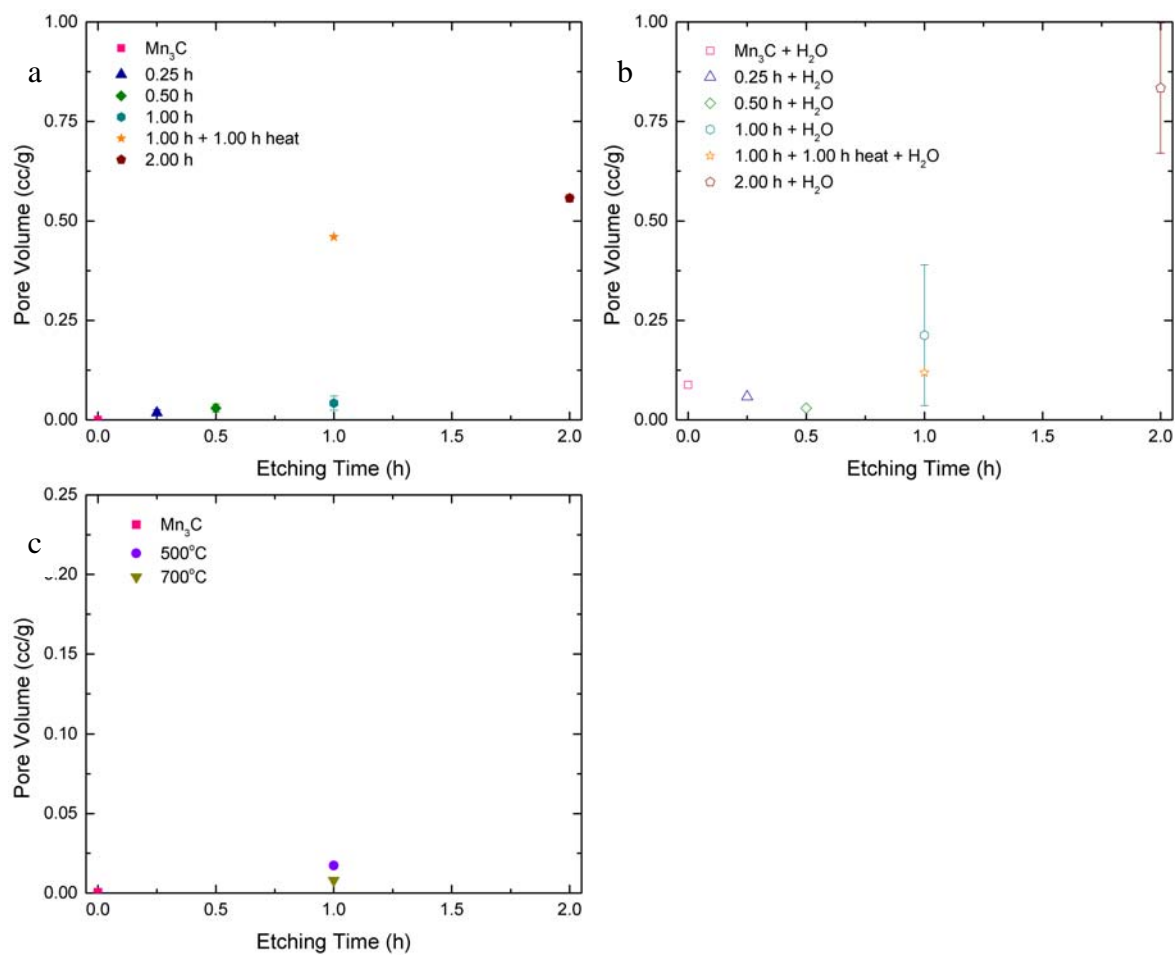 a
Mn₃C
0.25 h
0.50 h
1.00 h
1.00 h + 1.00 h heat
2.00 h
1.00
0.75
0.50
0.25
0.00
Pore Volume (cc/g)
0.0 0.5 1.0 1.5 2.0
Etching Time (h)
b
Mn₃C + H₂O
0.25 h + H₂O
0.50 h + H₂O
1.00 h + H₂O
1.00 h + 1.00 h heat + H₂O
2.00 h + H₂O
1.00
0.75
0.50
0.25
0.00
Pore Volume (cc/g)
0.0 0.5 1.0 1.5 2.0
Etching Time (h)
c
Mn₃C
500°C
700°C
0.25
0.20
0.15
0.10
0.05
0.00
Pore Volume (cc/g)
0.0 0.5 1.0 1.5 2.0
Etching Time (h)